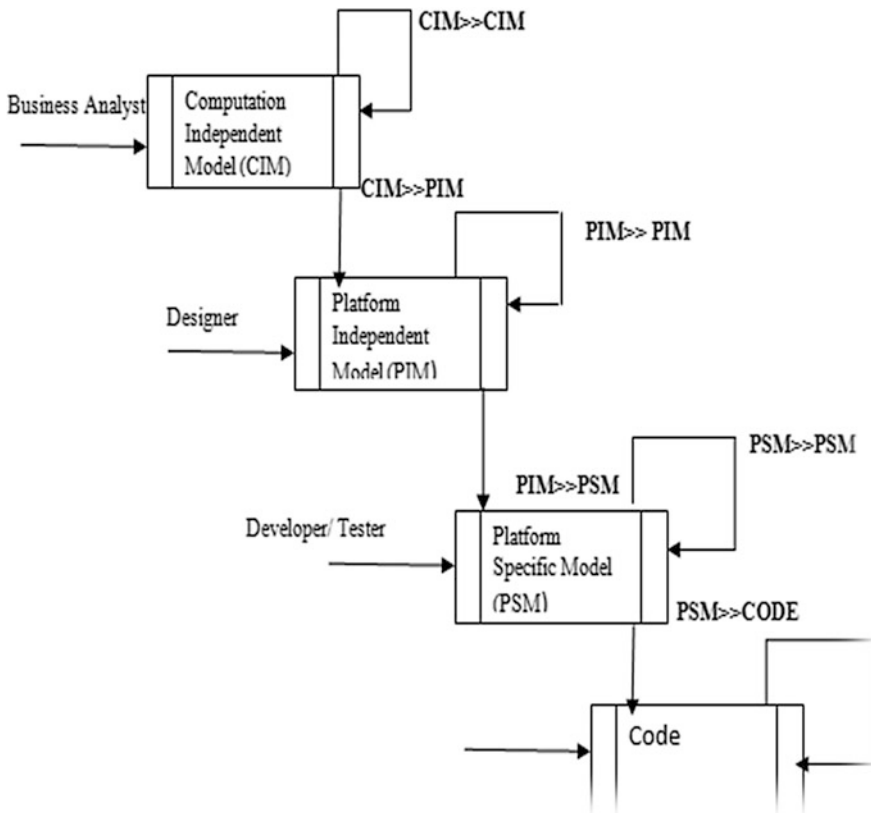 CIM>>CIM
Business Analyst
Computation
Independent
Model (CIM)
CIM>>PIM
PIM>> PIM
Designer
Platform
Independent
Model (PIM)
PSM>>PSM
PIM>>PSM
Developer/ Tester
Platform
Specific Model
(PSM)
PSM>>CODE
Code